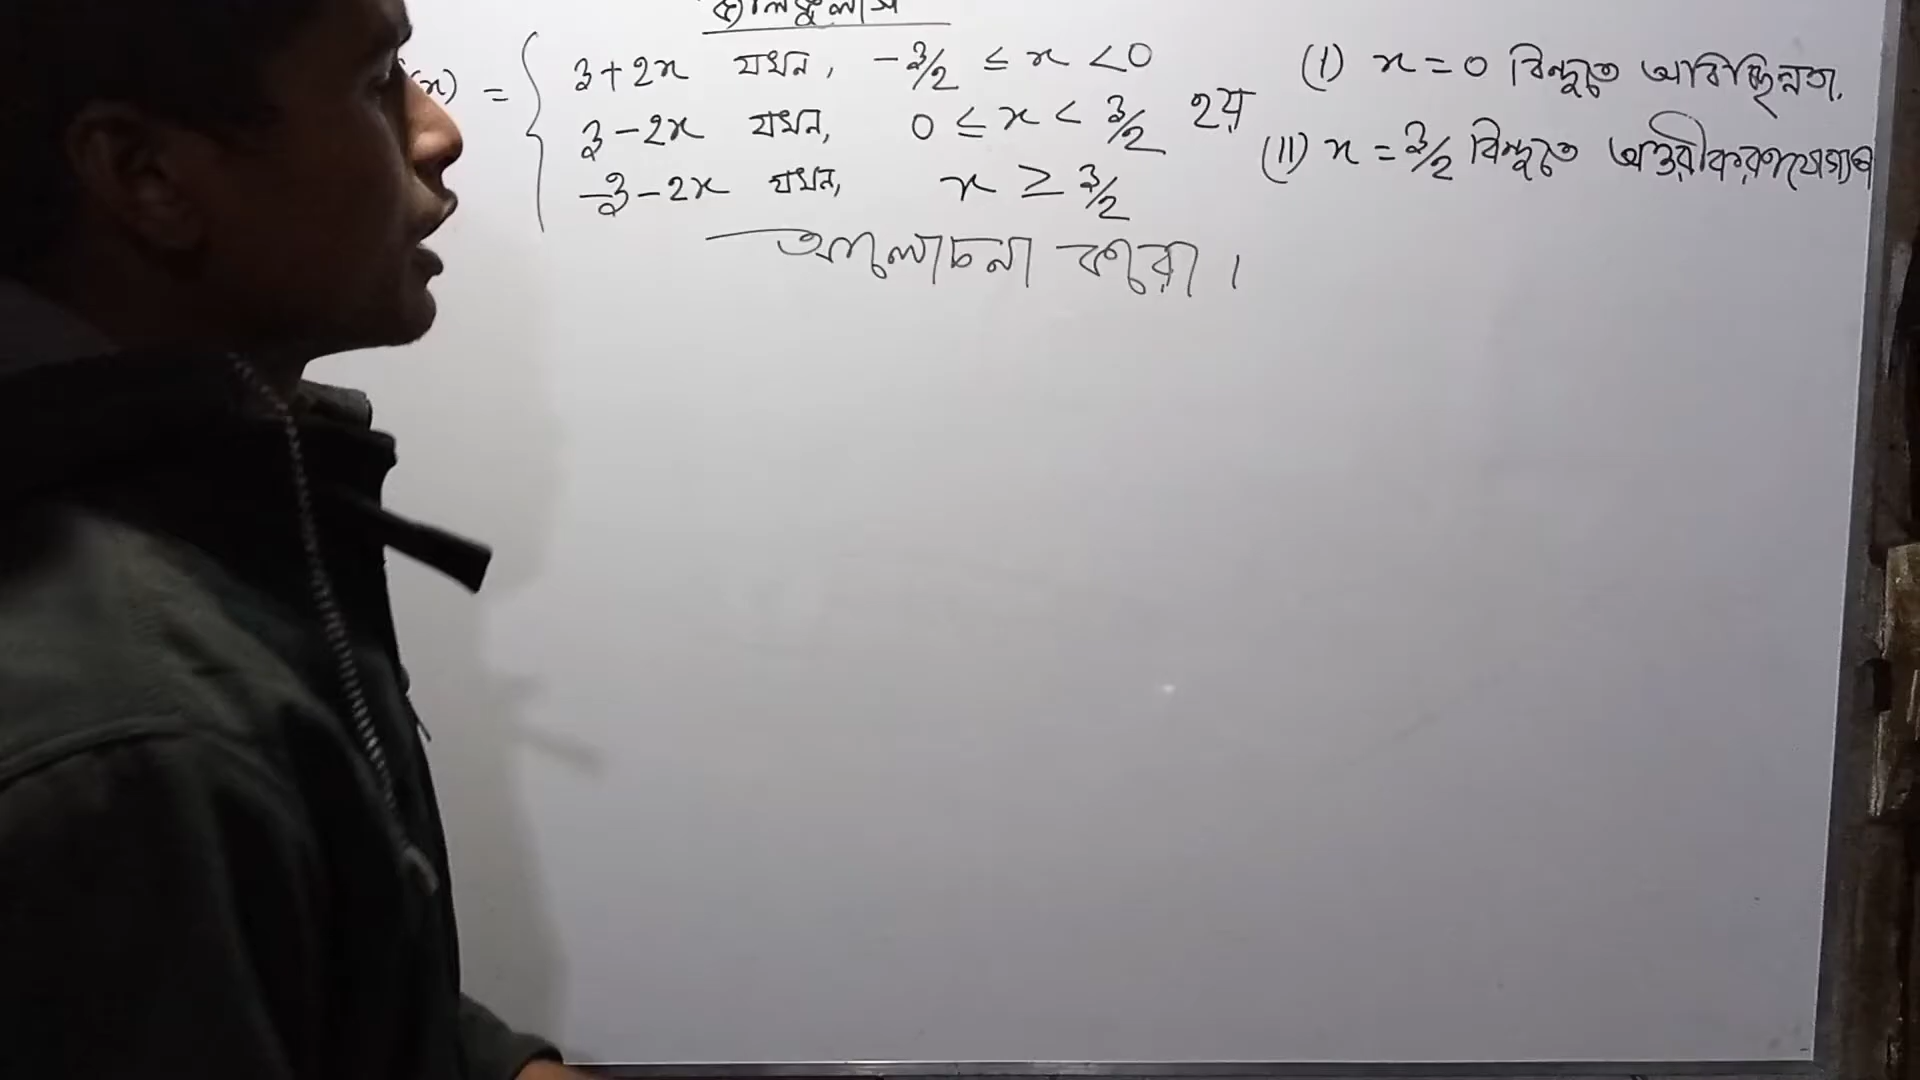 ক্যালকুলাস
(x) = { 3+2x যখন, -3/2 ≤ x < 0
3-2x যখন, 0 ≤ x < 3/2 হয়
-3-2x যখন, x ≥ 3/2
(I) x = 0 বিন্দুতে অবিচ্ছিন্নতা,
(II) x = 3/2 বিন্দুতে অন্তরীকরণযোগ্যতা
আলোচনা করো।